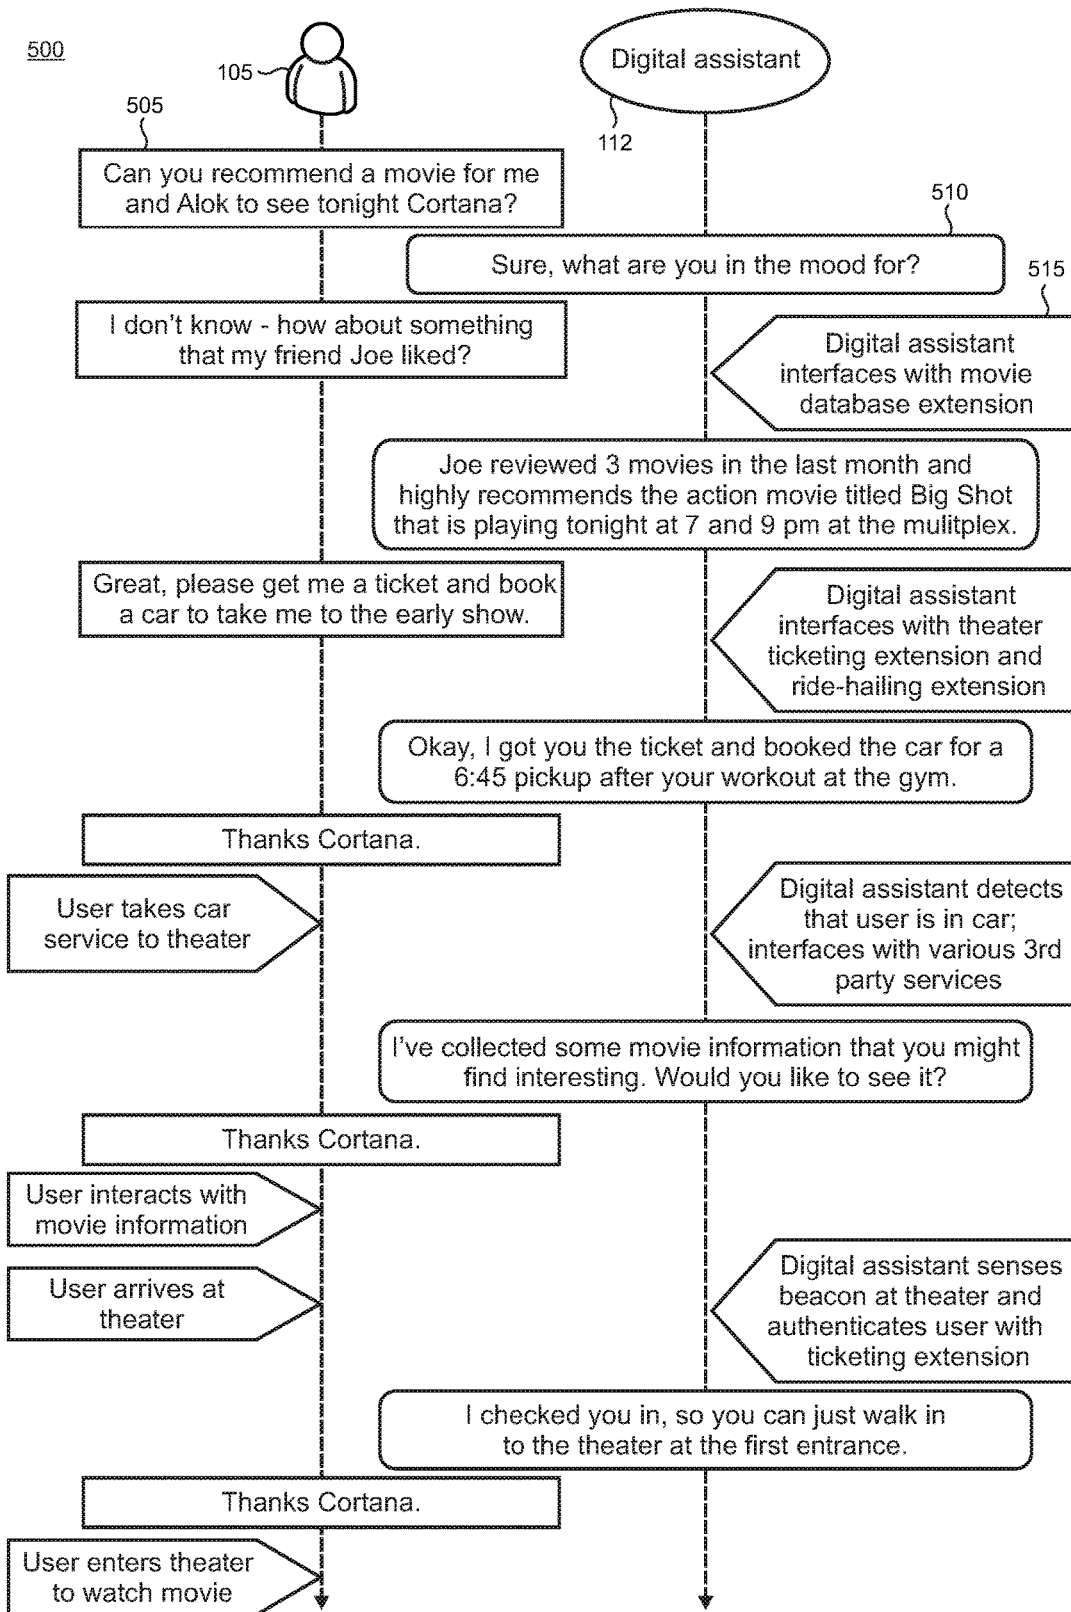 500
105
Digital assistant
112
505
Can you recommend a movie for me
and Alok to see tonight Cortana?
510
Sure, what are you in the mood for?
515
I don't know - how about something
that my friend Joe liked?
Digital assistant
interfaces with movie
database extension
Joe reviewed 3 movies in the last month and
highly recommends the action movie titled Big Shot
that is playing tonight at 7 and 9 pm at the mulitplex.
Great, please get me a ticket and book
a car to take me to the early show.
Digital assistant
interfaces with theater
ticketing extension and
ride-hailing extension
Okay, I got you the ticket and booked the car for a
6:45 pickup after your workout at the gym.
Thanks Cortana.
User takes car
service to theater
Digital assistant detects
that user is in car;
interfaces with various 3rd
party services
I've collected some movie information that you might
find interesting. Would you like to see it?
Thanks Cortana.
User interacts with
movie information
User arrives at
theater
Digital assistant senses
beacon at theater and
authenticates user with
ticketing extension
I checked you in, so you can just walk in
to the theater at the first entrance.
Thanks Cortana.
User enters theater
to watch movie